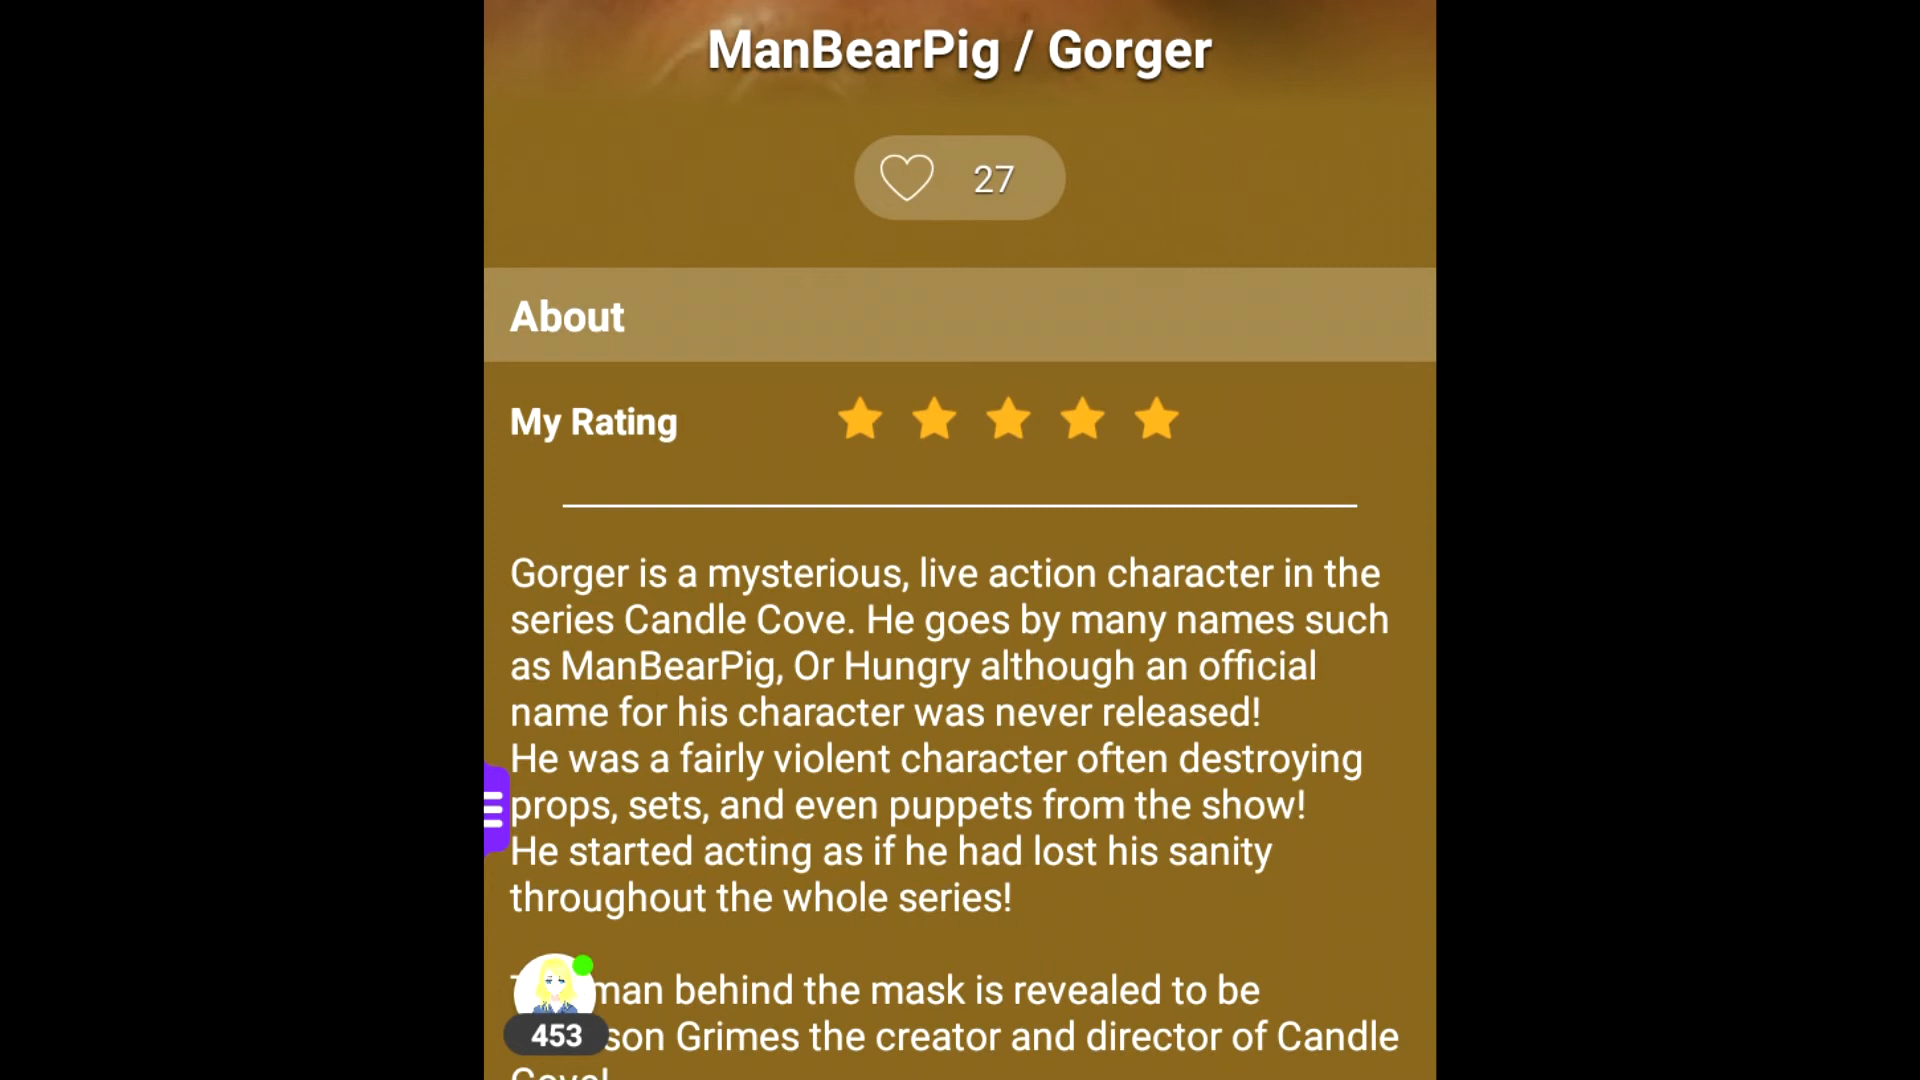 ManBearPig / Gorger
27
About
My Rating
Gorger is a mysterious, live action character in the
series Candle Cove. He goes by many names such
as ManBearPig, Or Hungry although an official
name for his character was never released!
He was a fairly violent character often destroying
props, sets, and even puppets from the show!
He started acting as if he had lost his sanity
throughout the whole series!
man behind the mask is revealed to be
453
Grimes the creator and director of Candle